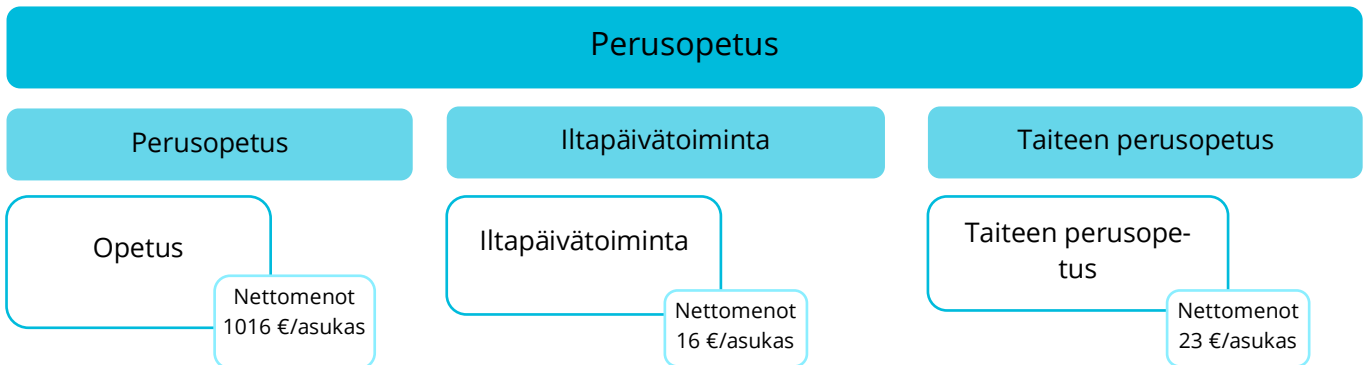 Perusopetus
Perusopetus
Iltapäivätoiminta
Taiteen perusopetus
Opetus
Nettomenot
1016 €/asukas
Iltapäivätoiminta
Nettomenot
16 €/asukas
Taiteen perusope-
tus
Nettomenot
23 €/asukas